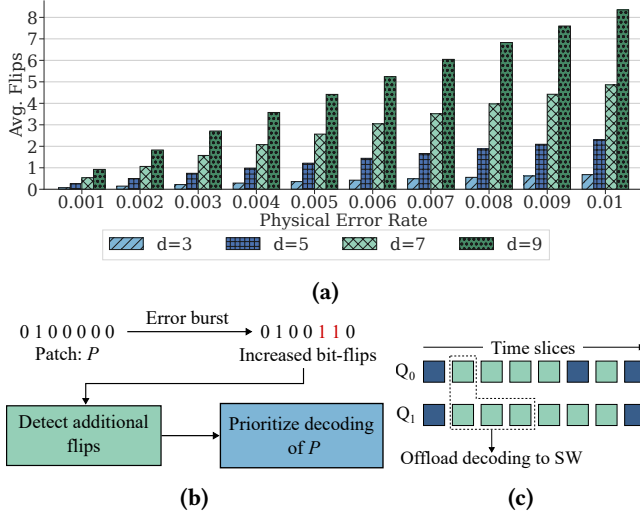 8
7
6
5
4
3
2
1
0
Avg. Flips
0.001 0.002 0.003 0.004 0.005 0.006 0.007 0.008 0.009 0.01
Physical Error Rate
d=3 d=5 d=7 d=9
(a)
0 1 0 0 0 0 0
Patch: P
Error burst
0 1 0 0 1 1 0
Increased bit-flips
Detect additional
flips
Prioritize decoding
of P
(b)
Time slices
Q0
Q1
Offload decoding to SW
(c)